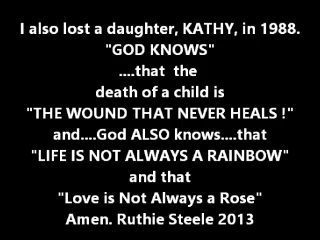 I also lost a daughter, KATHY, in 1988.
"GOD KNOWS"
....that the
death of a child is
"THE WOUND THAT NEVER HEALS !"
and....God ALSO knows....that
"LIFE IS NOT ALWAYS A RAINBOW"
and that
"Love is Not Always a Rose"
Amen. Ruthie Steele 2013